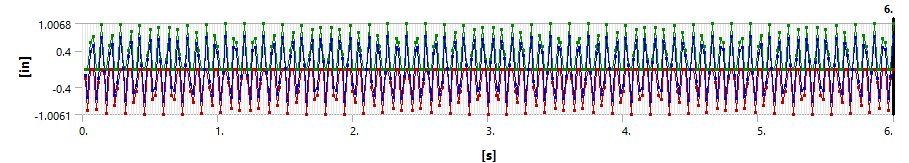 6.
1.0068
0.4
[in]
-0.4
-1.0061
0. 1. 2. 3. 4. 5. 6.
[s]